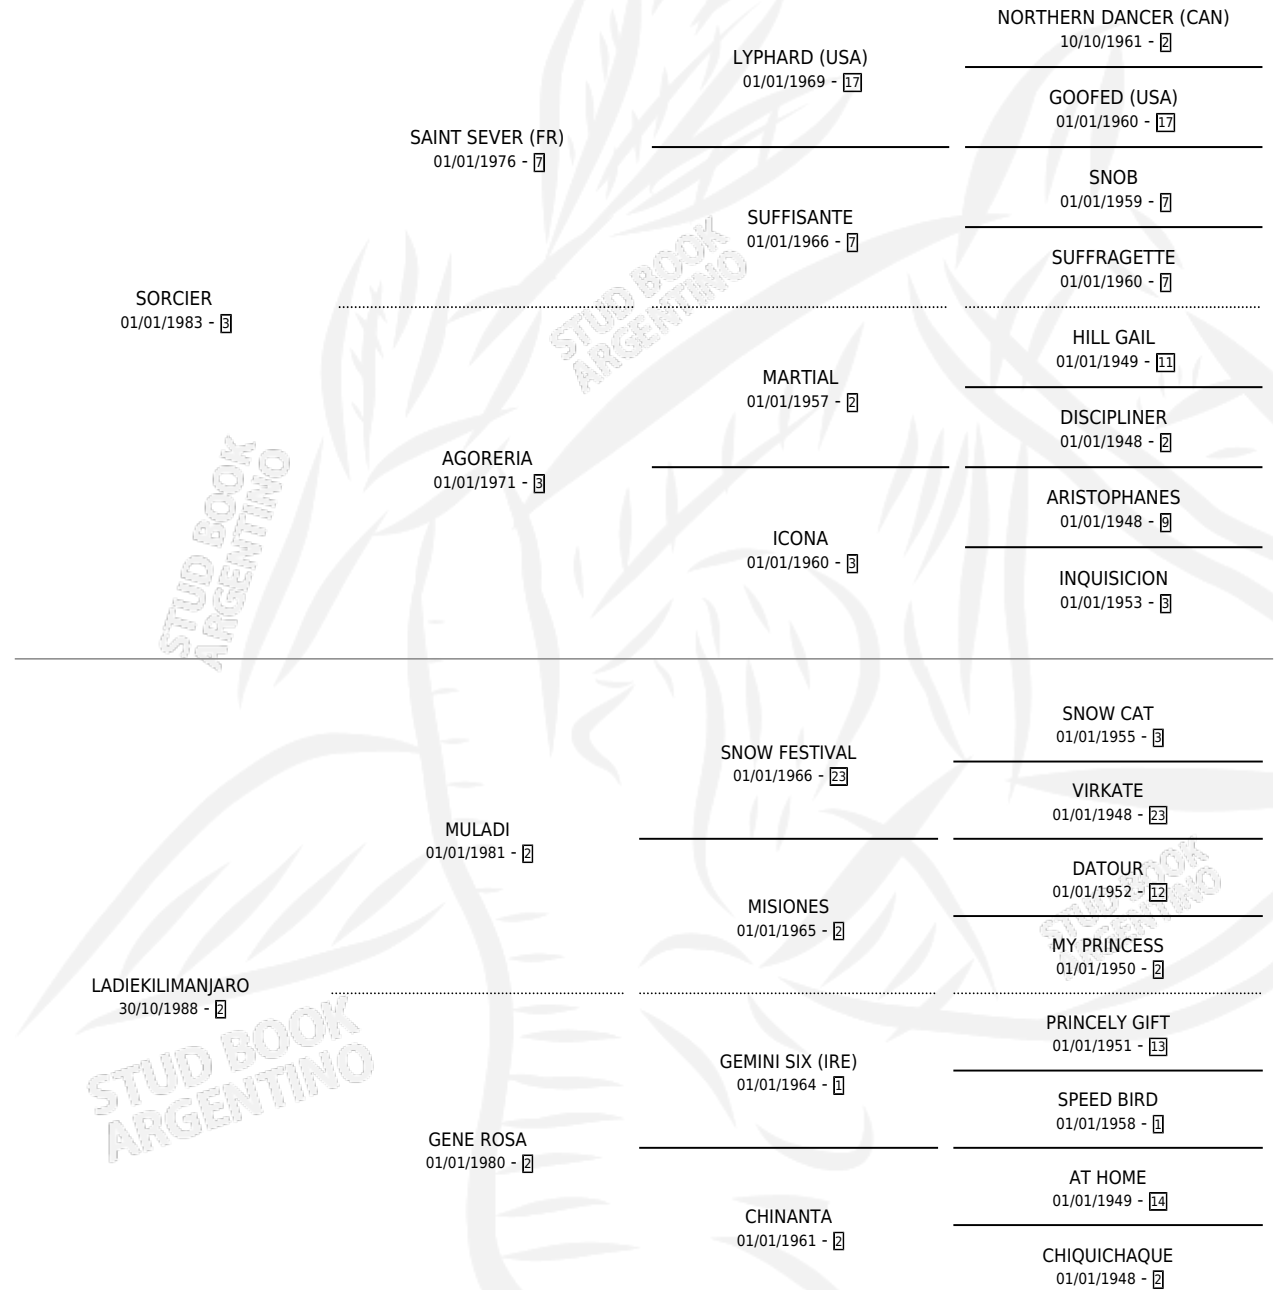 NORTHERN DANCER (CAN)
10/10/1961 - 2
LYPHARD (USA)
01/01/1969 - 17
GOOFED (USA)
01/01/1960 - 17
SAINT SEVER (FR)
01/01/1976 - 7
SNOB
01/01/1959 - 7
SUFFISANTE
01/01/1966 - 7
SUFFRAGETTE
01/01/1960 - 7
SORCIER
01/01/1983 - 3
HILL GAIL
01/01/1949 - 11
MARTIAL
01/01/1957 - 2
DISCIPLINER
01/01/1948 - 2
AGORERIA
01/01/1971 - 3
ARISTOPHANES
01/01/1948 - 9
ICONA
01/01/1960 - 3
INQUISICION
01/01/1953 - 3
SNOW CAT
01/01/1955 - 3
SNOW FESTIVAL
01/01/1966 - 23
VIRKATE
01/01/1948 - 23
MULADI
01/01/1981 - 2
DATOUR
01/01/1952 - 12
MISIONES
01/01/1965 - 2
MY PRINCESS
01/01/1950 - 2
LADIEKILIMANJARO
30/10/1988 - 2
PRINCELY GIFT
01/01/1951 - 13
GEMINI SIX (IRE)
01/01/1964 - 1
SPEED BIRD
01/01/1958 - 1
GENE ROSA
01/01/1980 - 2
AT HOME
01/01/1949 - 14
CHINANTA
01/01/1961 - 2
CHIQUICHAQUE
01/01/1948 - 2
STUD BOOK
ARGENTINO
STUD BOOK
ARGENTINO
STUD BOOK
ARGENTINO
STUD BOOK
ARGENTINO